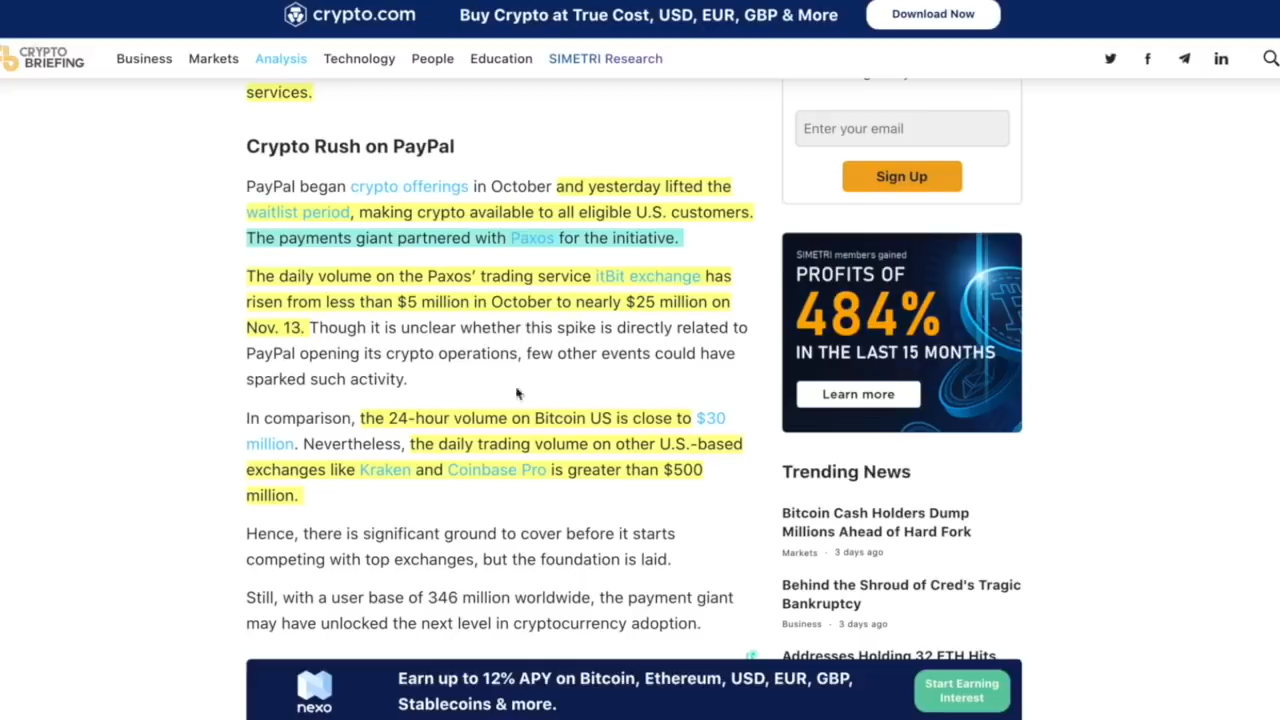 crypto.com
Buy Crypto at True Cost, USD, EUR, GBP & More
Download Now
CRYPTO
BRIEFING
Business
Markets
Analysis
Technology
People
Education
SIMETRI Research
services.
Crypto Rush on PayPal
PayPal began crypto offerings in October and yesterday lifted the
waitlist period, making crypto available to all eligible U.S. customers.
The payments giant partnered with Paxos for the initiative.
The daily volume on the Paxos’ trading service itBit exchange has
risen from less than $5 million in October to nearly $25 million on
Nov. 13. Though it is unclear whether this spike is directly related to
PayPal opening its crypto operations, few other events could have
sparked such activity.
In comparison, the 24-hour volume on Bitcoin US is close to $30
million. Nevertheless, the daily trading volume on other U.S.-based
exchanges like Kraken and Coinbase Pro is greater than $500
million.
Hence, there is significant ground to cover before it starts
competing with top exchanges, but the foundation is laid.
Still, with a user base of 346 million worldwide, the payment giant
may have unlocked the next level in cryptocurrency adoption.
Enter your email
Sign Up
SIMETRI members gained
PROFITS OF
484%
IN THE LAST 15 MONTHS
Learn more
Trending News
Bitcoin Cash Holders Dump
Millions Ahead of Hard Fork
Markets · 3 days ago
Behind the Shroud of Cred's Tragic
Bankruptcy
Business · 3 days ago
Addresses Holding 32 ETH Hits
nexo
Earn up to 12% APY on Bitcoin, Ethereum, USD, EUR, GBP,
Stablecoins & more.
Start Earning
Interest